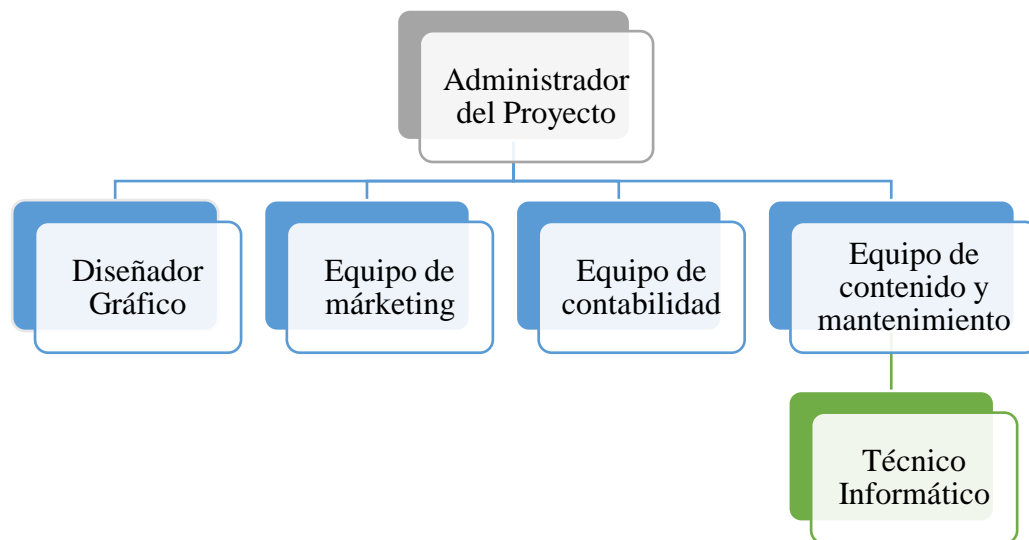 Administrador
del Proyecto
Diseñador
Gráfico
Equipo de
márketing
Equipo de
contabilidad
Equipo de
contenido y
mantenimiento
Técnico
Informático